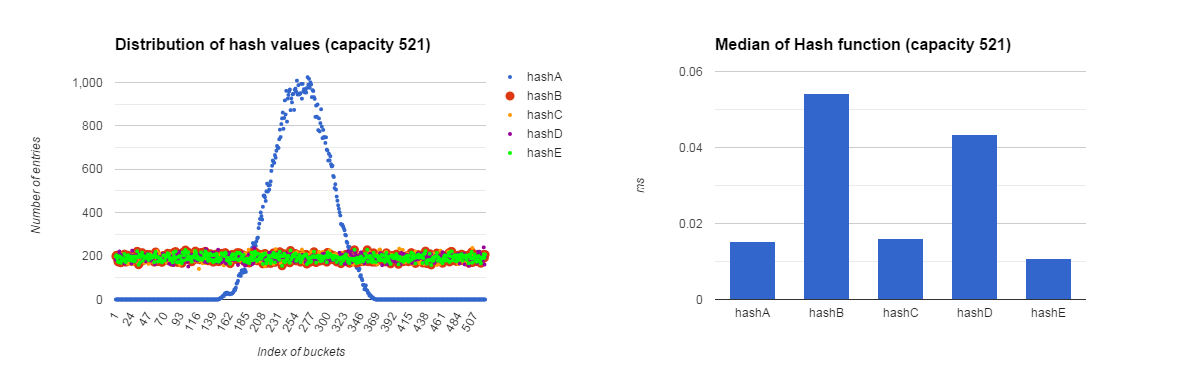 Distribution of hash values (capacity 521)
Number of entries
1,000
800
600
400
200
0
1
24
47
70
93
116
139
162
185
208
231
254
277
300
323
346
369
392
415
438
461
484
507
Index of buckets
hashA
hashB
hashC
hashD
hashE
Median of Hash function (capacity 521)
ms
0.06
0.04
0.02
0
hashA
hashB
hashC
hashD
hashE